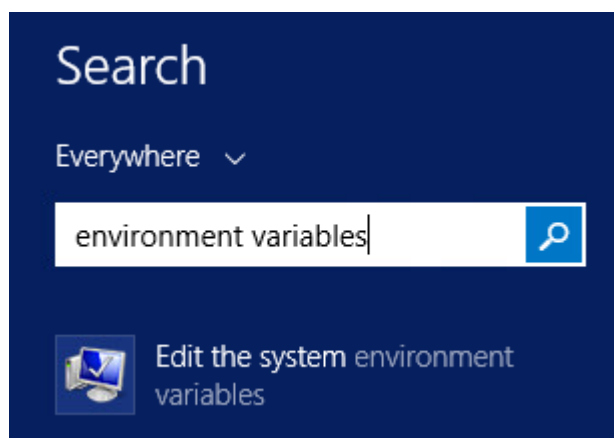 Search
Everywhere
environment variables
Edit the system environment
variables